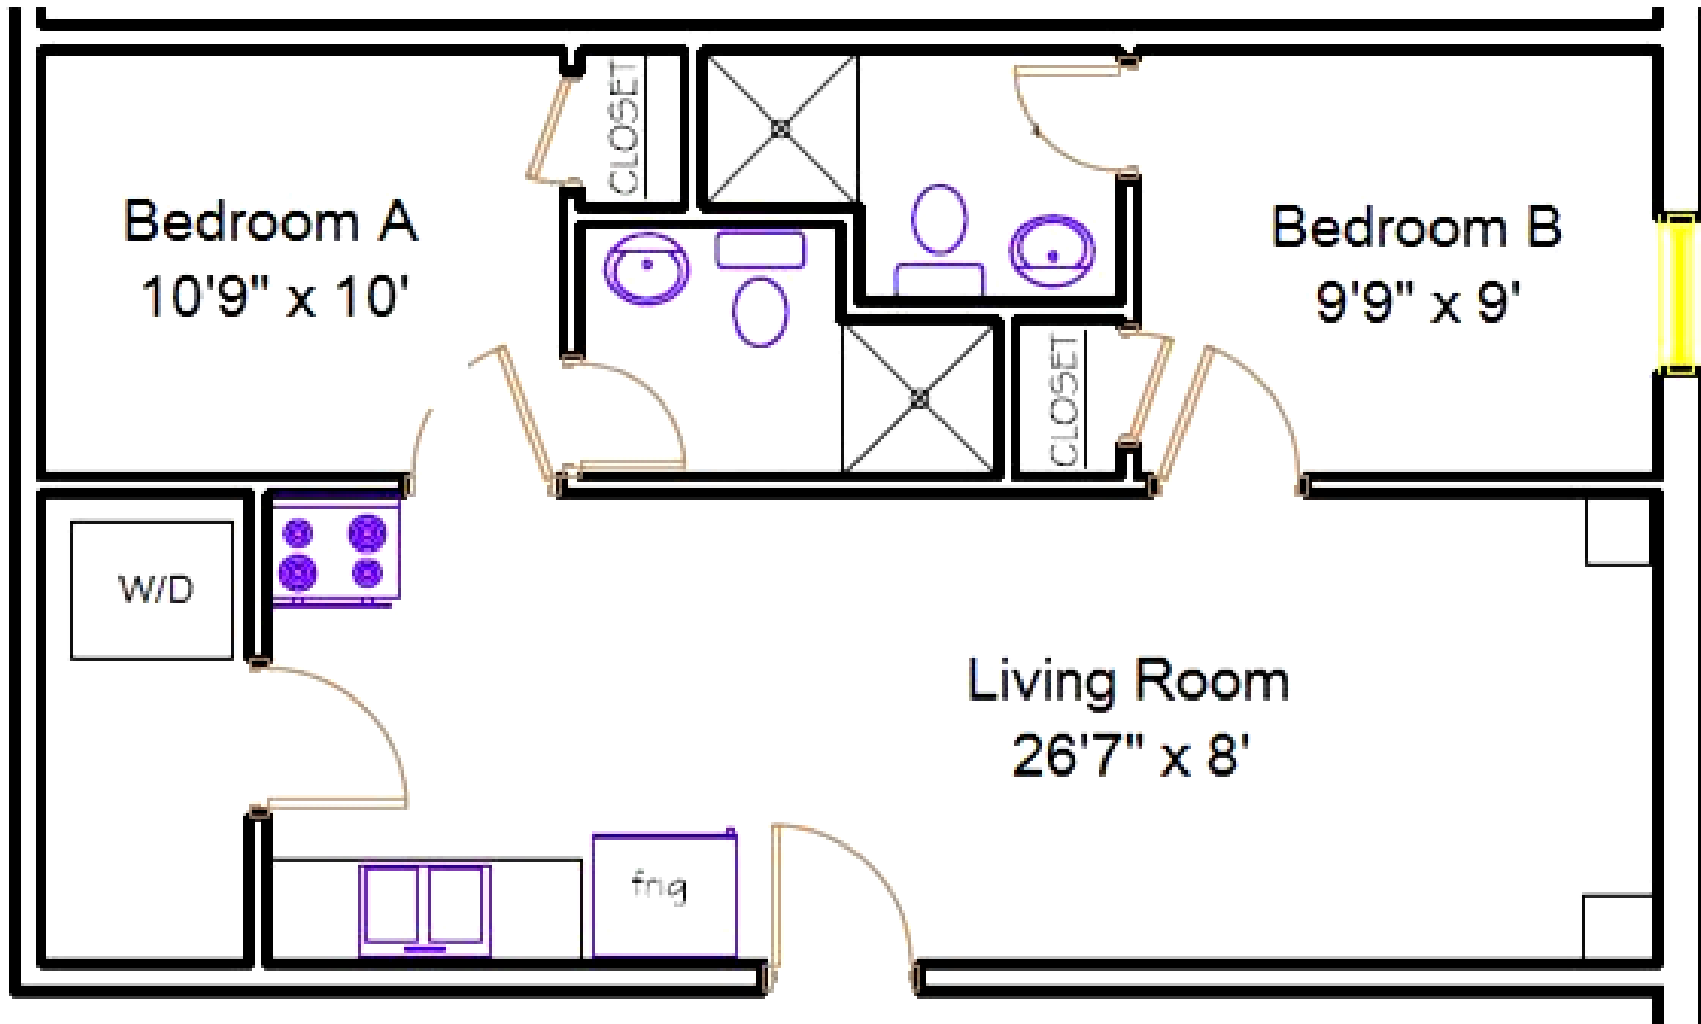 CLOSET
Bedroom A
10'9" x 10'
Bedroom B
9'9" x 9'
CLOSET
W/D
Living Room
26'7" x 8'
frig